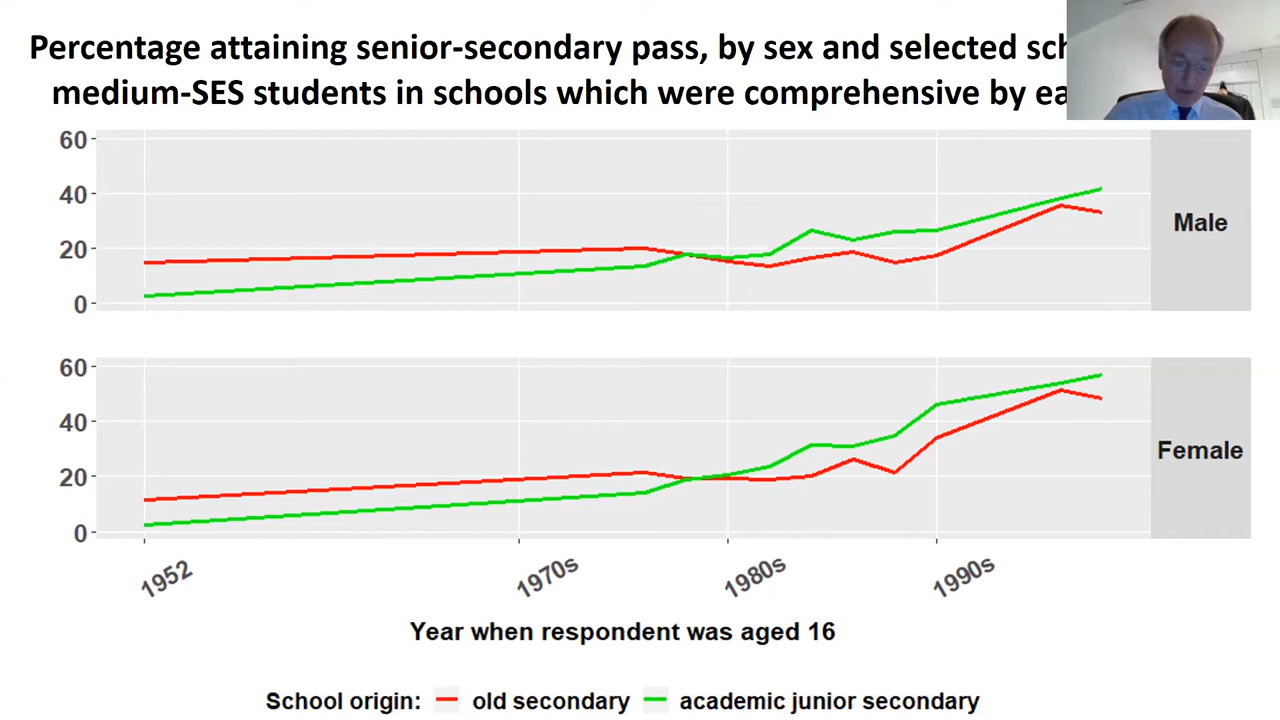 Percentage attaining senior-secondary pass, by sex and selected
medium-SES students in schools which were comprehensive by
60
40
20
0
Male
60
40
20
0
Female
1952
1970s
1980s
1990s
Year when respondent was aged 16
School origin: old secondary academic junior secondary